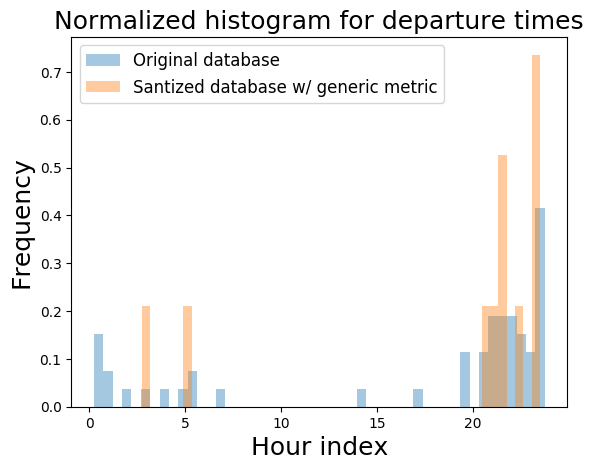 Normalized histogram for departure times
Original database
Santized database w/ generic metric
Frequency
0.7
0.6
0.5
0.4
0.3
0.2
0.1
0.0
0 5 10 15 20
Hour index